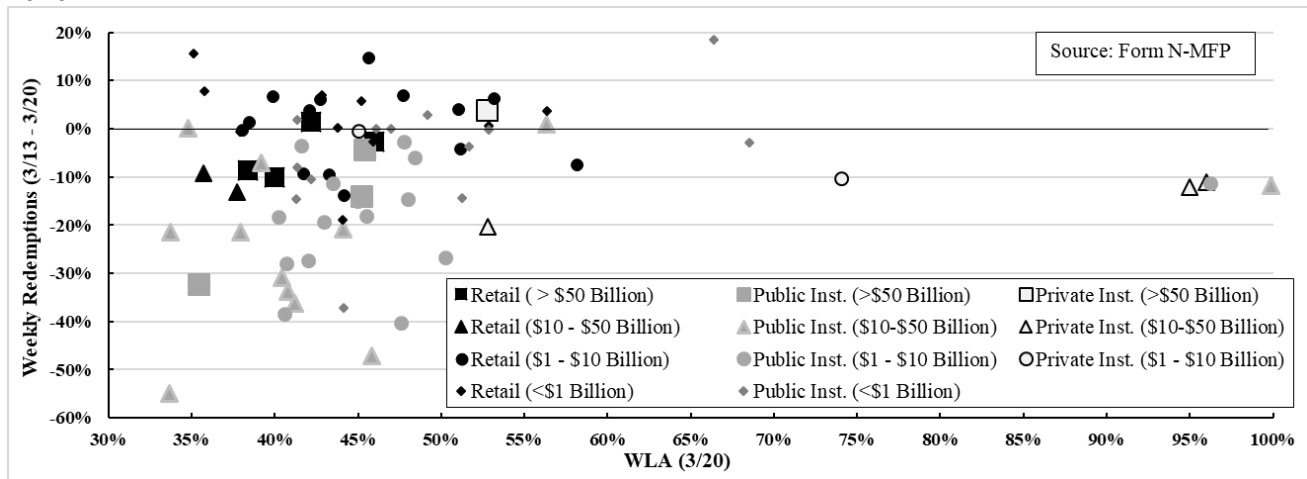 20%
10%
0%
-10%
-20%
-30%
-40%
-50%
-60%
Weekly Redemptions (3/13 - 3/20)
Source: Form N-MFP
Retail ( > $50 Billion)
Public Inst. (>$50 Billion)
Private Inst. (>$50 Billion)
Retail ($10 - $50 Billion)
Public Inst. ($10-$50 Billion)
Private Inst. ($10-$50 Billion)
Retail ($1 - $10 Billion)
Public Inst. ($1 - $10 Billion)
Private Inst. ($1 - $10 Billion)
Retail (<$1 Billion)
Public Inst. (<$1 Billion)
30% 35% 40% 45% 50% 55% 60% 65% 70% 75% 80% 85% 90% 95% 100%
WLA (3/20)